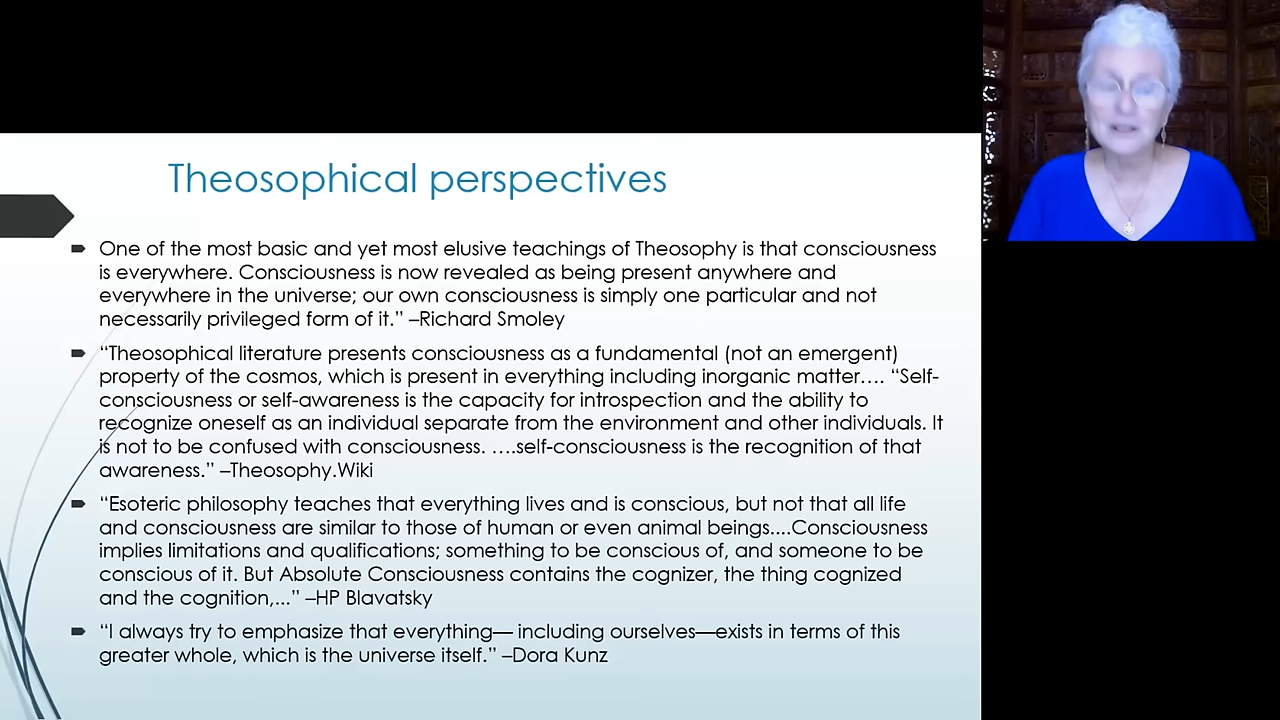 Theosophical perspectives
One of the most basic and yet most elusive teachings of Theosophy is that consciousness
is everywhere. Consciousness is now revealed as being present anywhere and
everywhere in the universe; our own consciousness is simply one particular and not
necessarily privileged form of it.” –Richard Smoley
“Theosophical literature presents consciousness as a fundamental (not an emergent)
property of the cosmos, which is present in everything including inorganic matter…. “Self-
consciousness or self-awareness is the capacity for introspection and the ability to
recognize oneself as an individual separate from the environment and other individuals. It
is not to be confused with consciousness. ….self-consciousness is the recognition of that
awareness.” –Theosophy.Wiki
“Esoteric philosophy teaches that everything lives and is conscious, but not that all life
and consciousness are similar to those of human or even animal beings....Consciousness
implies limitations and qualifications; something to be conscious of, and someone to be
conscious of it. But Absolute Consciousness contains the cognizer, the thing cognized
and the cognition,...” –HP Blavatsky
“I always try to emphasize that everything— including ourselves—exists in terms of this
greater whole, which is the universe itself.” –Dora Kunz